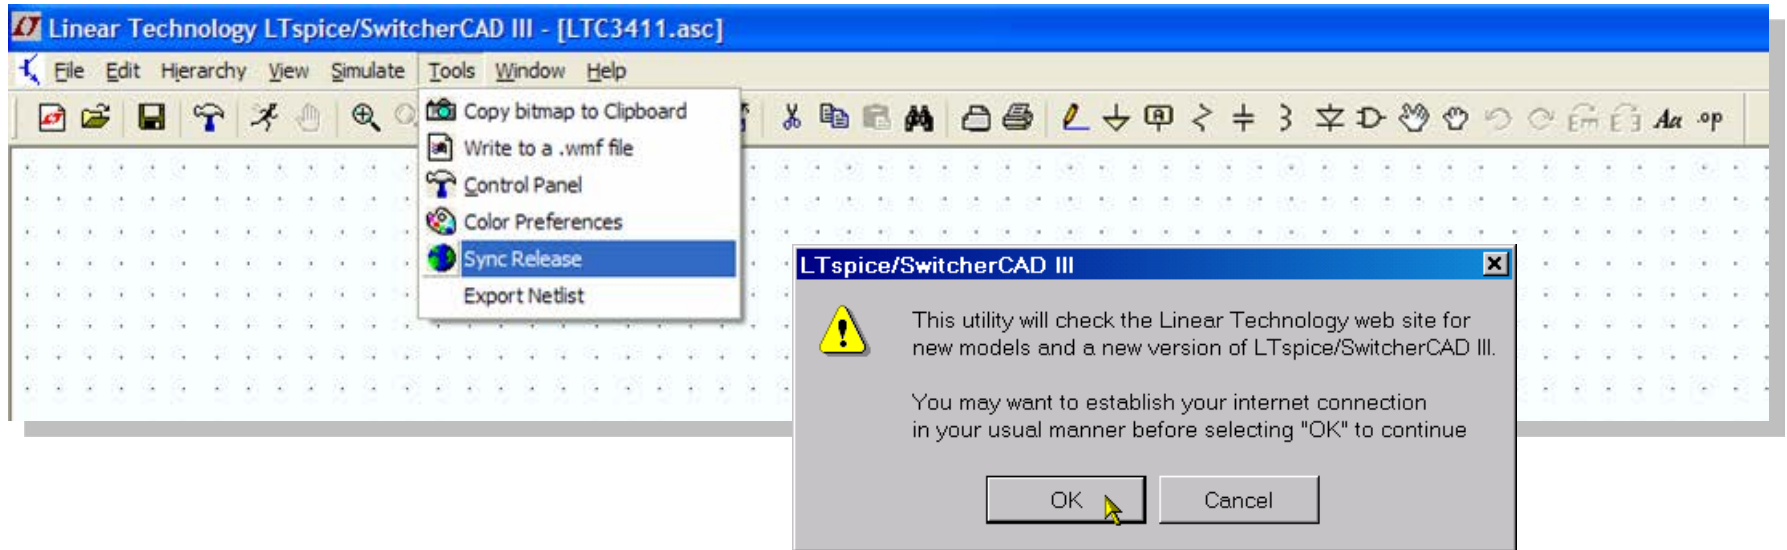 Linear Technology LTspice/SwitcherCAD III - [LTC3411.asc]
File Edit Hierarchy View Simulate Tools Window Help
Aa .op
Copy bitmap to Clipboard
Write to a .wmf file
Control Panel
Color Preferences
Sync Release
Export Netlist
LTspice/SwitcherCAD III
This utility will check the Linear Technology web site for
new models and a new version of LTspice/SwitcherCAD III.
You may want to establish your internet connection
in your usual manner before selecting "OK" to continue
OK Cancel